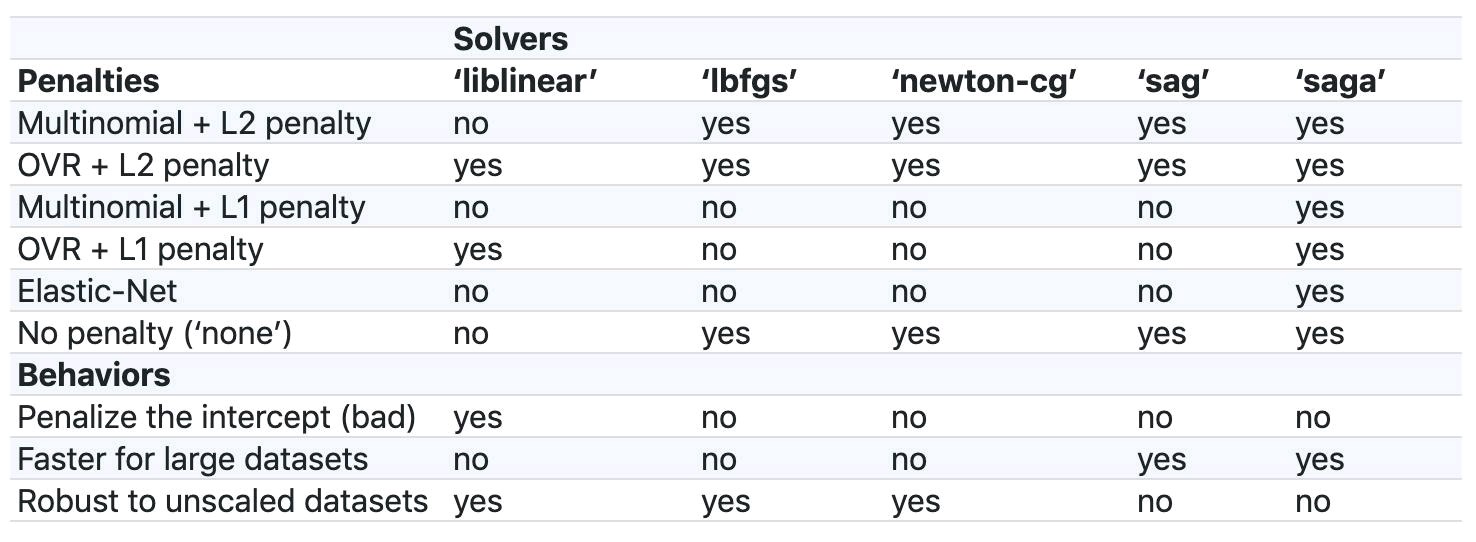 Solvers
Penalties ‘liblinear’ ‘lbfgs’ ‘newton-cg’ ‘sag’ ‘saga’
Multinomial + L2 penalty no yes yes yes yes
OVR + L2 penalty yes yes yes yes yes
Multinomial + L1 penalty no no no no yes
OVR + L1 penalty yes no no no yes
Elastic-Net no no no no yes
No penalty (‘none’) no yes yes yes yes
Behaviors
Penalize the intercept (bad) yes no no no no
Faster for large datasets no no no yes yes
Robust to unscaled datasets yes yes yes no no